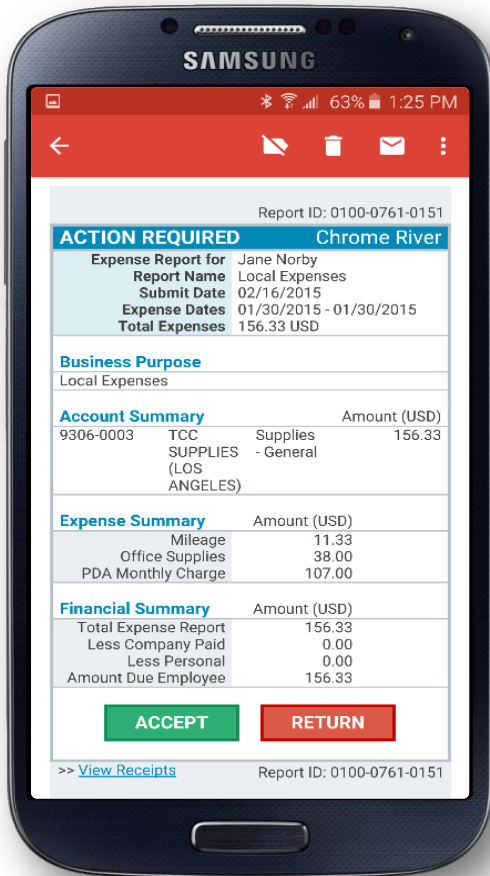 SAMSUNG
63% 1:25 PM
Report ID: 0100-0761-0151
ACTION REQUIRED Chrome River
Expense Report for Jane Norby
Report Name Local Expenses
Submit Date 02/16/2015
Expense Dates 01/30/2015 - 01/30/2015
Total Expenses 156.33 USD
Business Purpose
Local Expenses
Account Summary Amount (USD)
9306-0003 TCC Supplies 156.33
SUPPLIES - General
(LOS
ANGELES)
Expense Summary Amount (USD)
Mileage 11.33
Office Supplies 38.00
PDA Monthly Charge 107.00
Financial Summary Amount (USD)
Total Expense Report 156.33
Less Company Paid 0.00
Less Personal 0.00
Amount Due Employee 156.33
ACCEPT RETURN
>> View Receipts Report ID: 0100-0761-0151